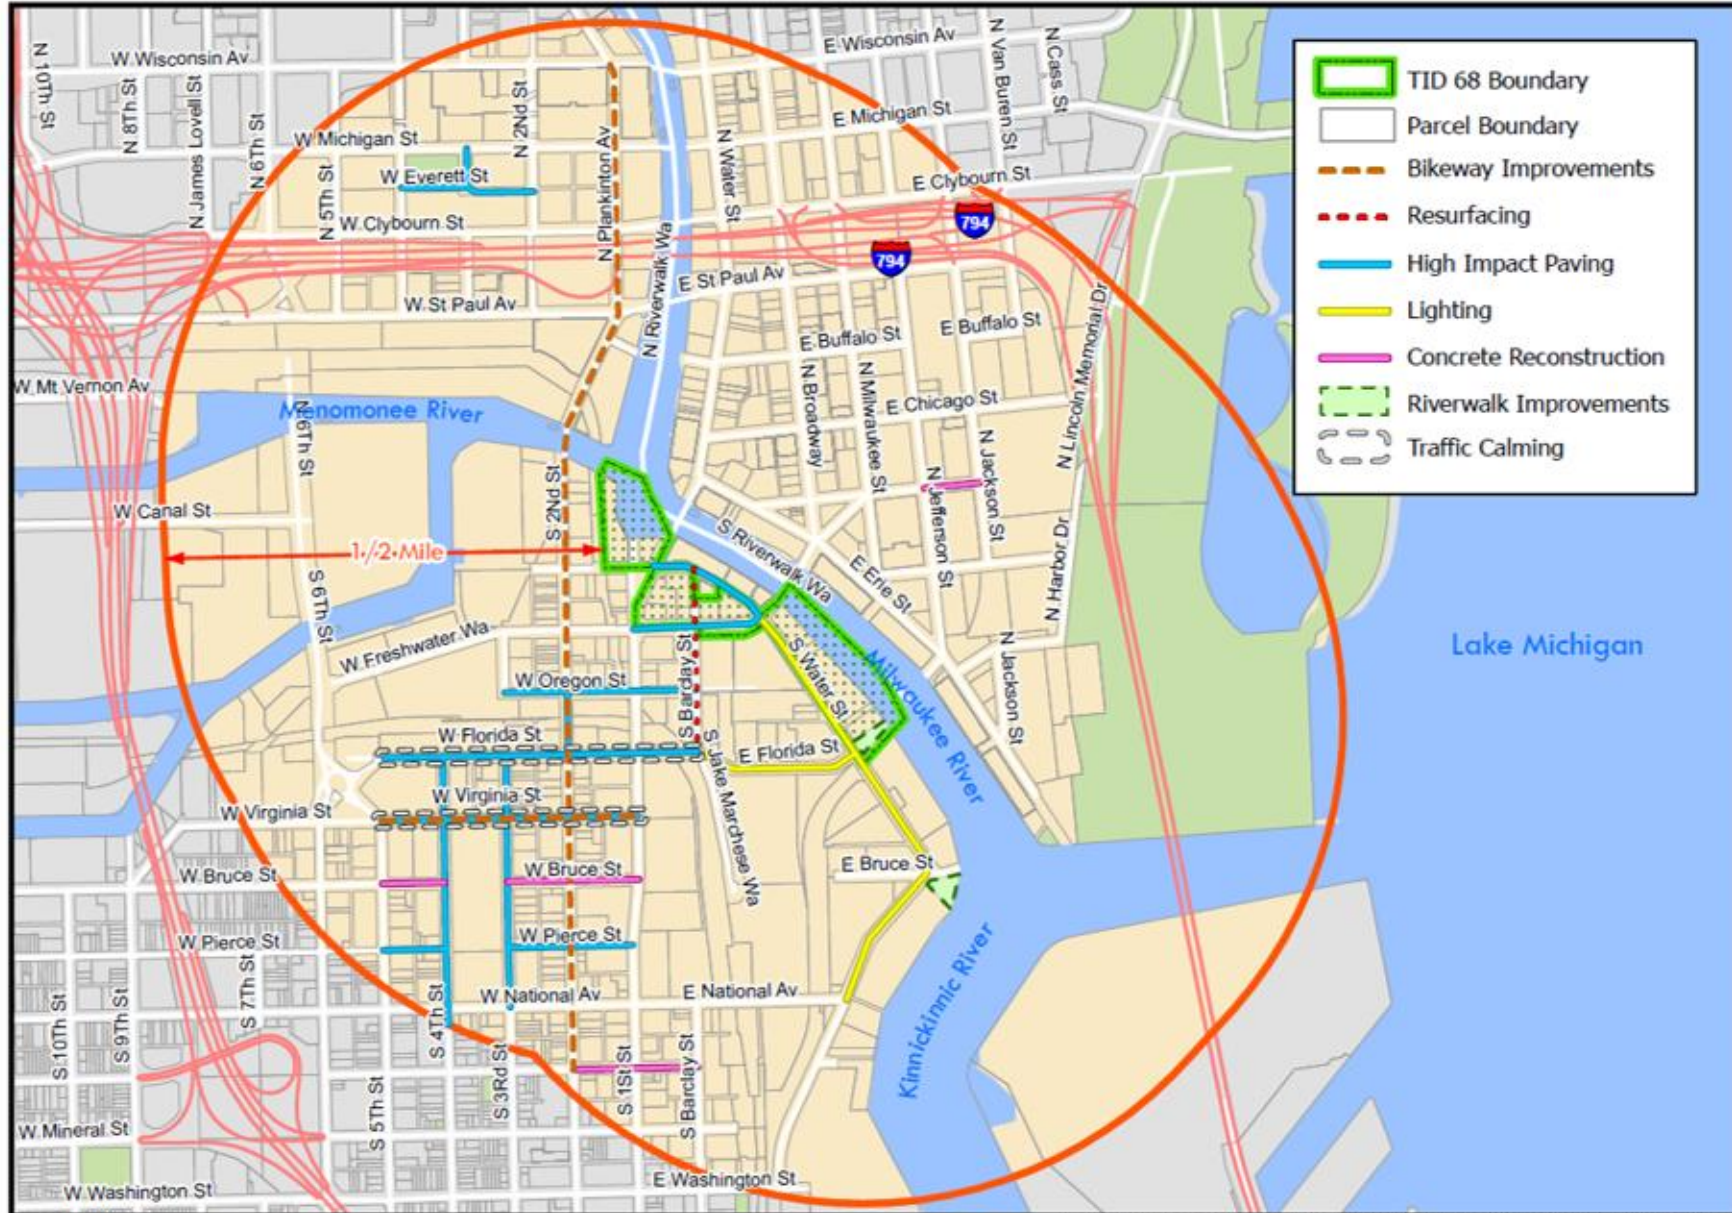 N 10Th St
W Wisconsin Av
N 8Th St
N James Lovell St
N 6Th St
N 5Th St
N 2Nd St
N Plankinton Av
E Wisconsin Av
N Van Buren St
N Cass St
E Michigan St
W Michigan St
W Everett St
N Water St
E Clybourn St
W Clybourn St
794
794
N Riverwalk Wa
E St Paul Av
W St Paul Av
E Buffalo St
E Buffalo St
N Lincoln Memorial Dr
W Mt Vernon Av
Menomonee River
N 6Th St
N Broadway
N Milwaukee St
E Chicago St
N Jackson St
N Jefferson St
S 2Nd St
W Canal St
1/2 Mile
S Riverwalk Wa
E Erie St
N Harbor Dr
S 6Th St
W Freshwater Wa
S Barclay St
S Water St
Milwaukee River
N Jackson St
Lake Michigan
W Oregon St
W Florida St
E Florida St
S Jake Marchese Wa
W Virginia St
W Virginia St
W Bruce St
W Bruce St
E Bruce St
W Pierce St
W Pierce St
S 10Th St
S 9Th St
S 7Th St
S 4Th St
W National Av
E National Av
Kinnickinnic River
S 5Th St
S 3Rd St
S 1St St
S Barclay St
W Mineral St
W Washington St
E Washington St
TID 68 Boundary
Parcel Boundary
Bikeway Improvements
Resurfacing
High Impact Paving
Lighting
Concrete Reconstruction
Riverwalk Improvements
Traffic Calming